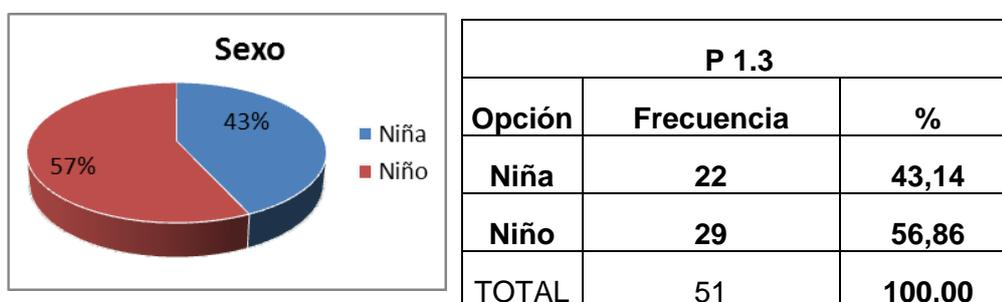 Sexo
43%
57%
Niña
Niño
P 1.3
Opción Frecuencia %
Niña 22 43,14
Niño 29 56,86
TOTAL 51 100,00